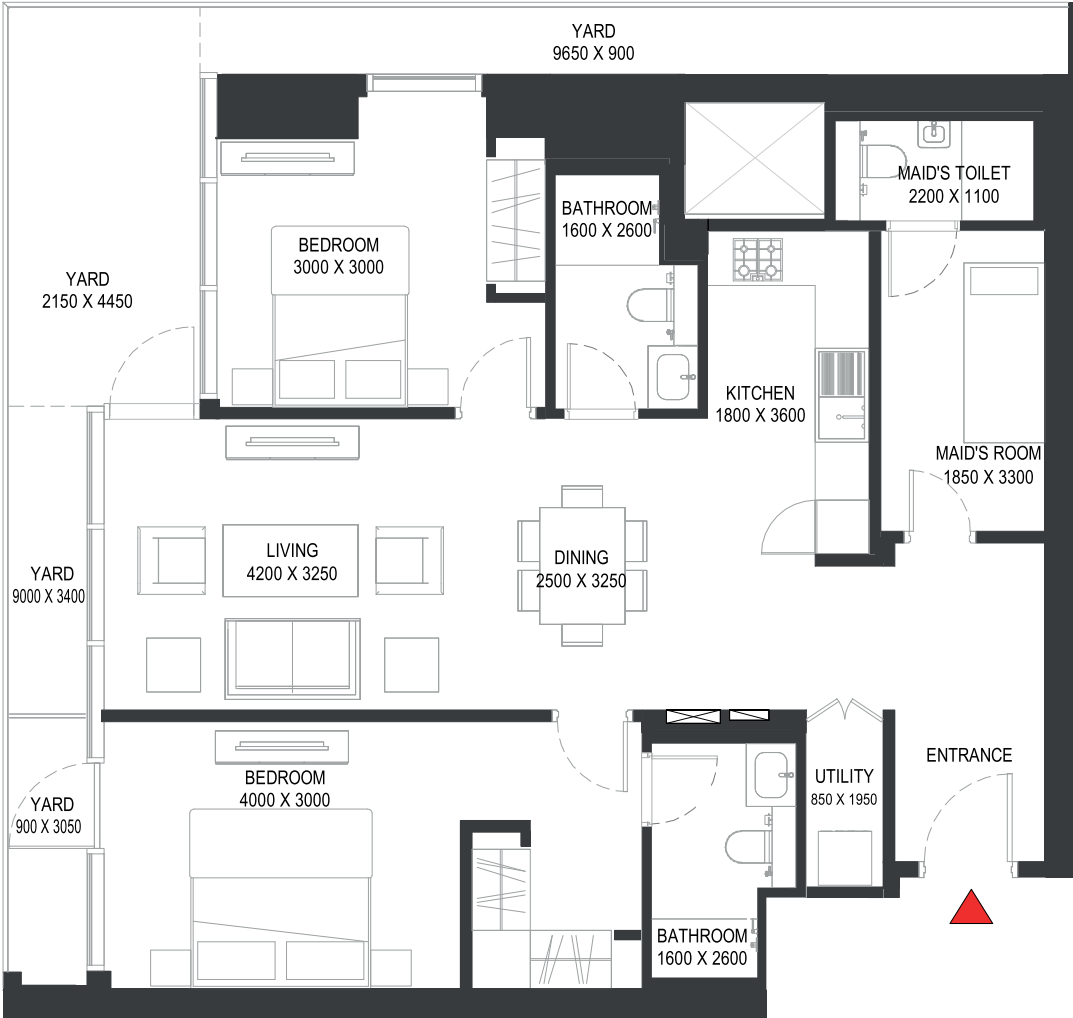 YARD
9650 X 900
MAID'S TOILET
2200 X 1100
BATHROOM
1600 X 2600
BEDROOM
3000 X 3000
YARD
2150 X 4450
KITCHEN
1800 X 3600
MAID'S ROOM
1850 X 3300
LIVING
4200 X 3250
DINING
2500 X 3250
YARD
9000 X 3400
ENTRANCE
BEDROOM
4000 X 3000
UTILITY
850 X 1950
YARD
900 X 3050
BATHROOM
1600 X 2600